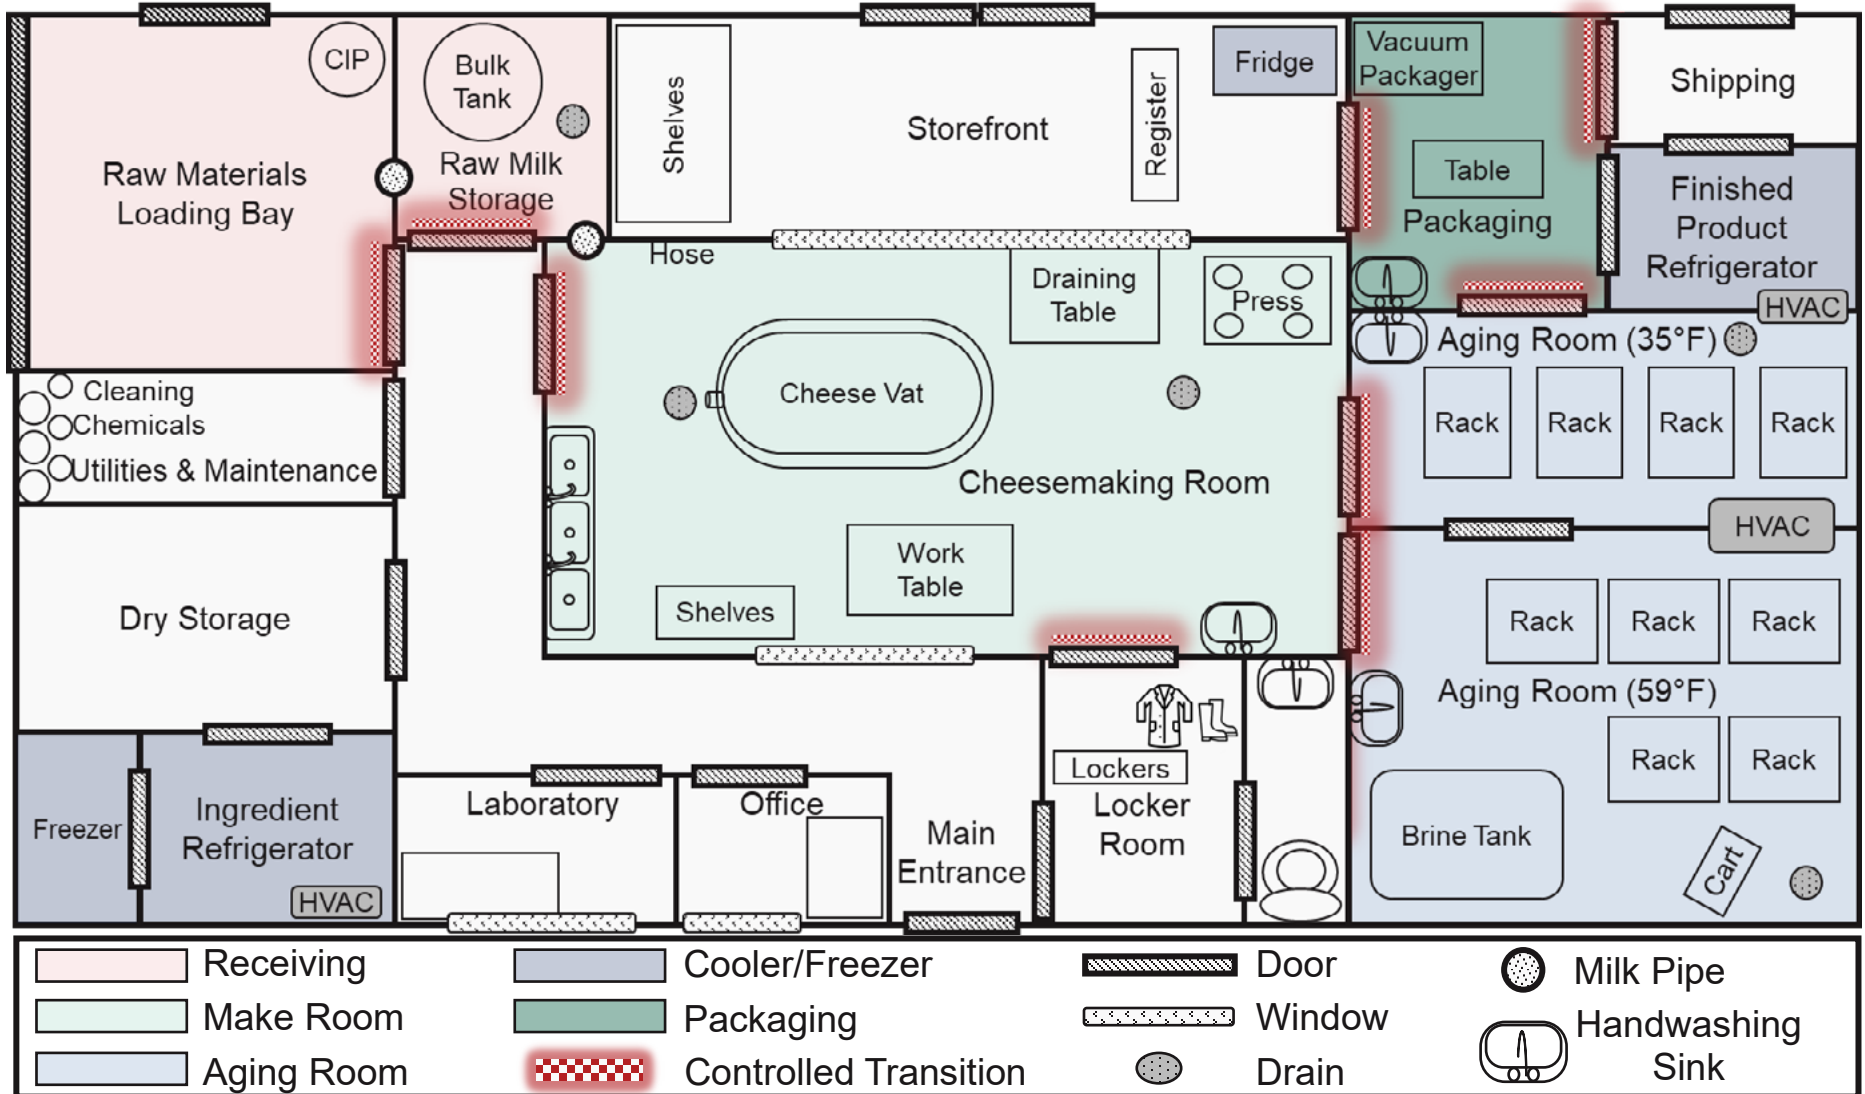 CIP
Bulk
Tank
Raw Materials
Loading Bay
Raw Milk
Storage
Shelves
Storefront
Register
Fridge
Vacuum
Packager
Table
Packaging
Shipping
Finished
Product
Refrigerator
HVAC
Hose
Draining
Table
Press
Cheese Vat
Cheesemaking Room
Work
Table
Shelves
Aging Room (35°F)
Rack
Rack
Rack
Rack
HVAC
Rack
Rack
Rack
Aging Room (59°F)
Rack
Rack
Brine Tank
Cart
Cleaning
Chemicals
Utilities & Maintenance
Dry Storage
Freezer
Ingredient
Refrigerator
HVAC
Laboratory
Office
Main
Entrance
Lockers
Locker
Room
Receiving
Make Room
Aging Room
Cooler/Freezer
Packaging
Controlled Transition
Door
Window
Drain
Milk Pipe
Handwashing
Sink